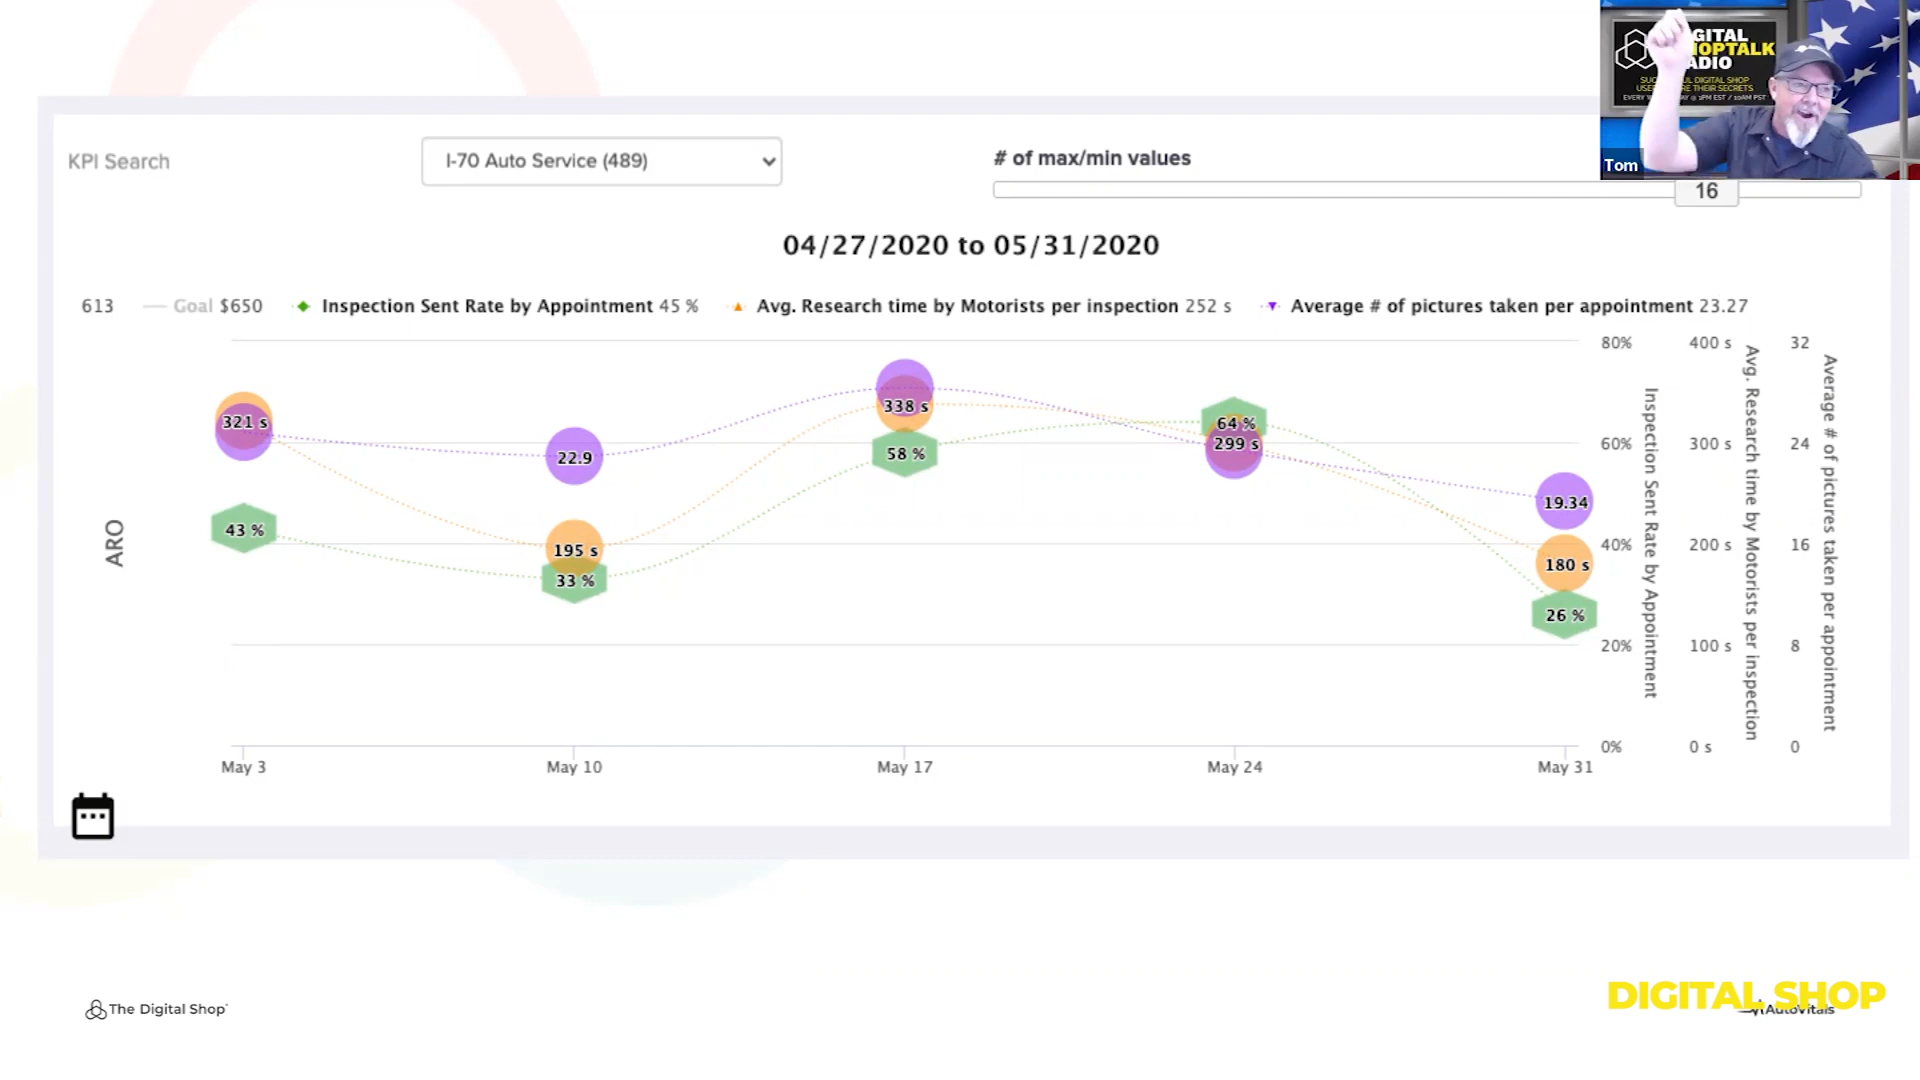 KPI Search
I-70 Auto Service (489)
# of max/min values
16
GITAL
HOPTALK
ADIO
Tom
04/27/2020 to 05/31/2020
613
Goal $650
Inspection Sent Rate by Appointment 45 %
Avg. Research time by Motorists per inspection 252 s
Average # of pictures taken per appointment 23.27
ARO
321 s
43 %
22.9
195 s
33 %
338 s
58 %
64 %
299 s
19.34
180 s
26 %
80%
60%
40%
20%
0%
Inspection Sent Rate by Appointment
400 s
300 s
200 s
100 s
0 s
Avg. Research time by Motorists per inspection
32
24
16
8
0
Average # of pictures taken per appointment
May 3
May 10
May 17
May 24
May 31
The Digital Shop
DIGITAL SHOP
AutoVitals